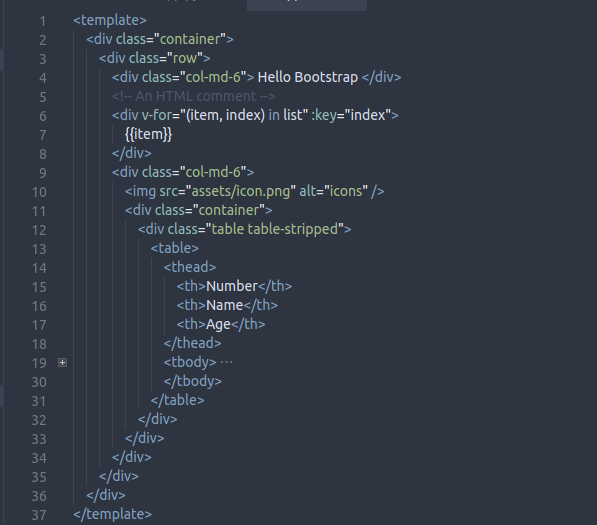 1 <template>
2 <div class="container">
3 <div class="row">
4 <div class="col-md-6"> Hello Bootstrap </div>
5 <!-- An HTML comment -->
6 <div v-for="(item, index) in list" :key="index">
7 {{item}}
8 </div>
9 <div class="col-md-6">
10 <img src="assets/icon.png" alt="icons" />
11 <div class="container">
12 <div class="table table-stripped">
13 <table>
14 <thead>
15 <th>Number</th>
16 <th>Name</th>
17 <th>Age</th>
18 </thead>
19 <tbody> ···
30 </tbody>
31 </table>
32 </div>
33 </div>
34 </div>
35 </div>
36 </div>
37 </template>